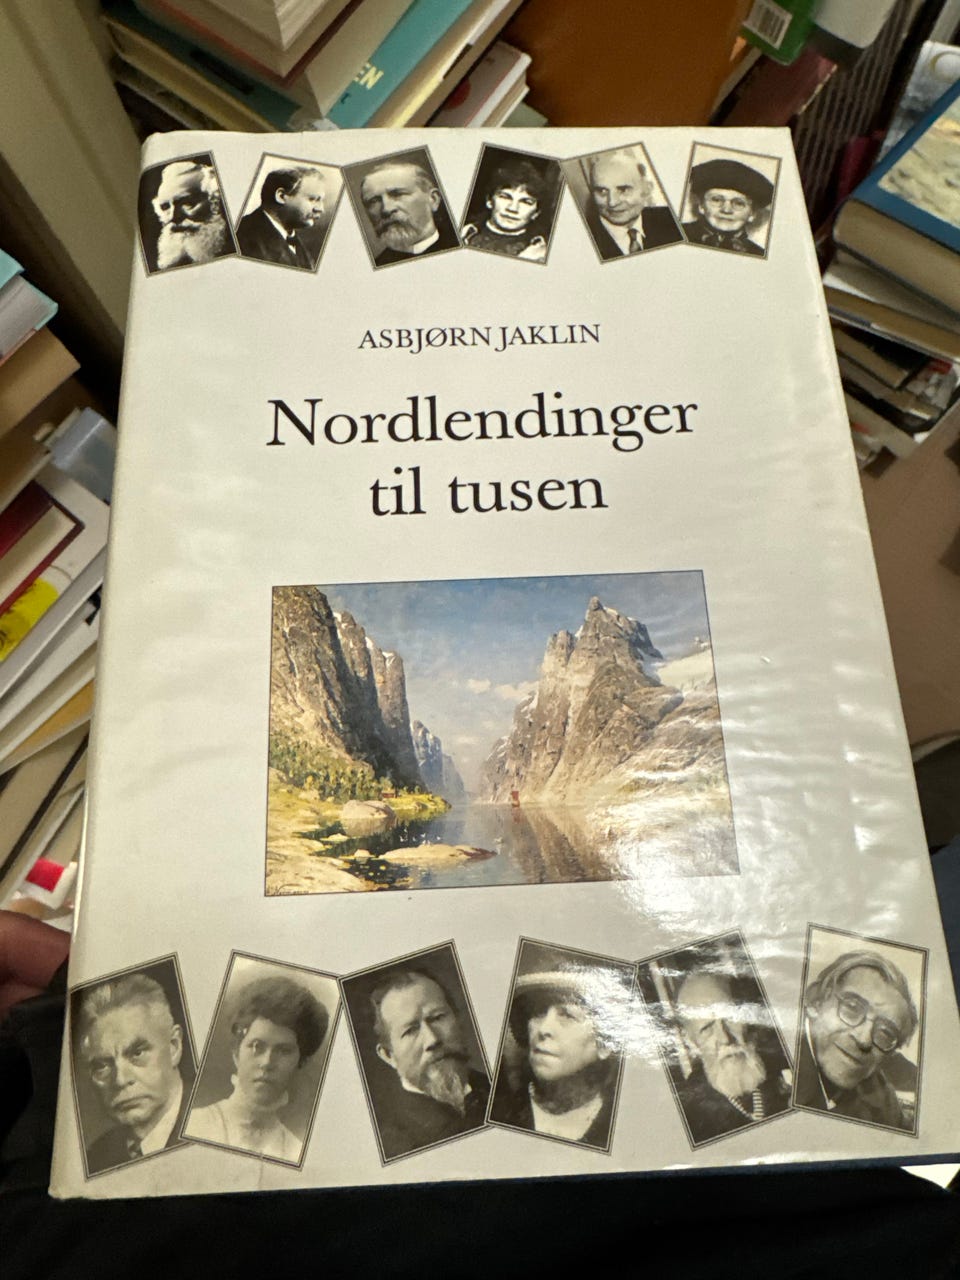 ASBJØRN JAKLIN
Nordlendinger
til tusen